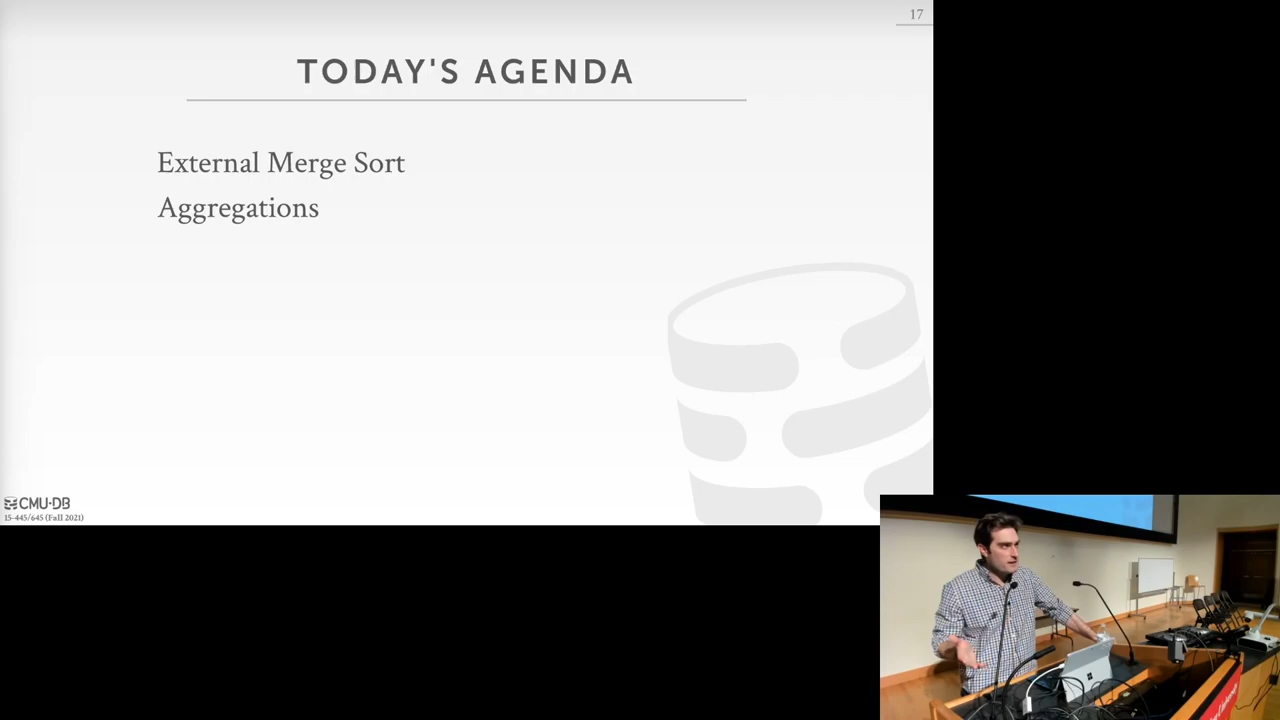 17
TODAY'S AGENDA
External Merge Sort
Aggregations
CMU·DB
15-445/645 (Fall 2021)